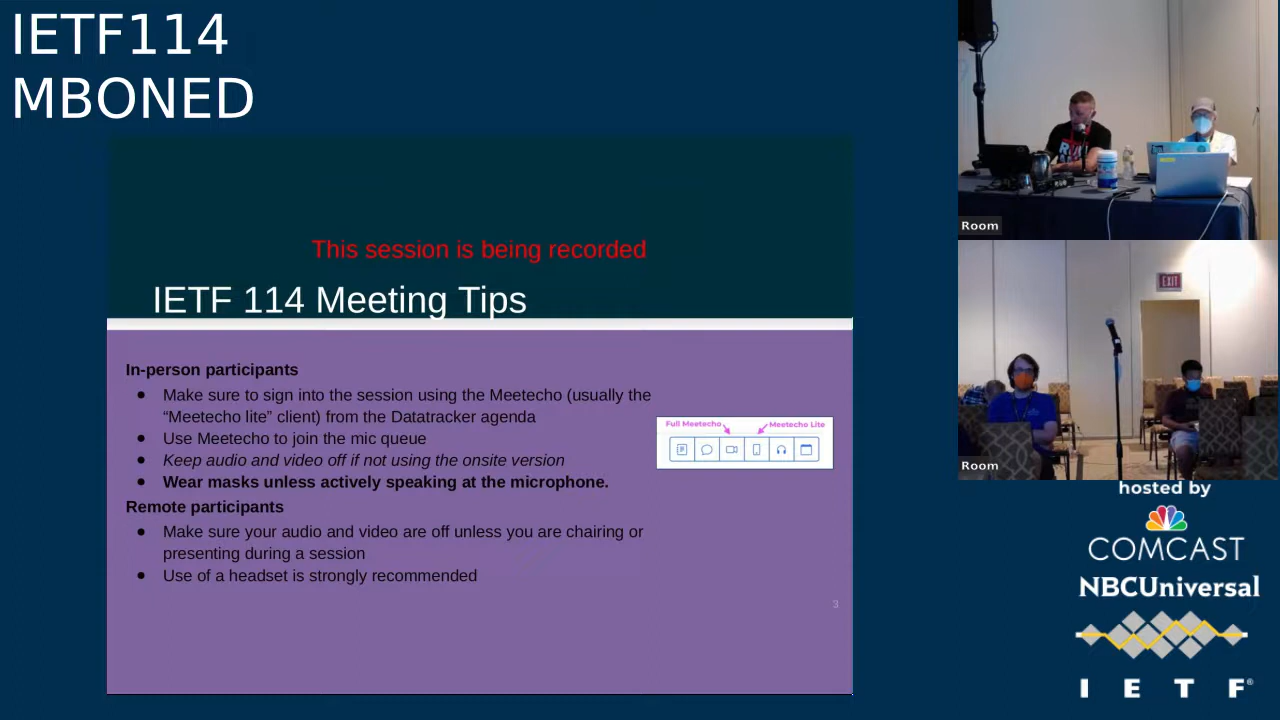 IETF114
MBONED
This session is being recorded
IETF 114 Meeting Tips
In-person participants
● Make sure to sign into the session using the Meetecho (usually the
“Meetecho lite” client) from the Datatracker agenda
● Use Meetecho to join the mic queue
● Keep audio and video off if not using the onsite version
● Wear masks unless actively speaking at the microphone.
Remote participants
● Make sure your audio and video are off unless you are chairing or
presenting during a session
● Use of a headset is strongly recommended
Full Meetecho
Meetecho Lite
3
Room
EXIT
Room
hosted by
COMCAST
NBCUniversal
I E T F®